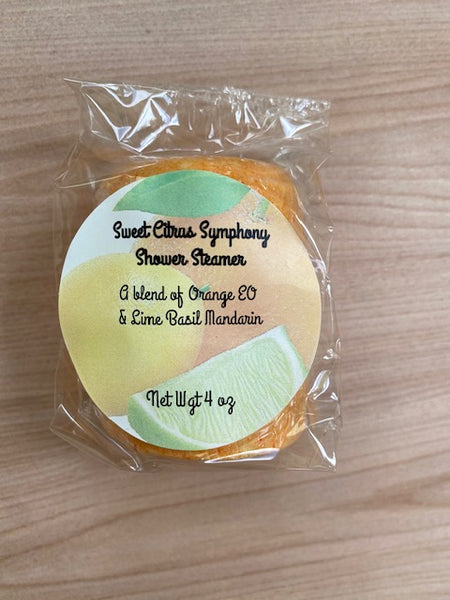 Sweet Citrus Symphony
Shower Steamer
A blend of Orange EO
& Lime Basil Mandarin
Net Wgt 4 oz